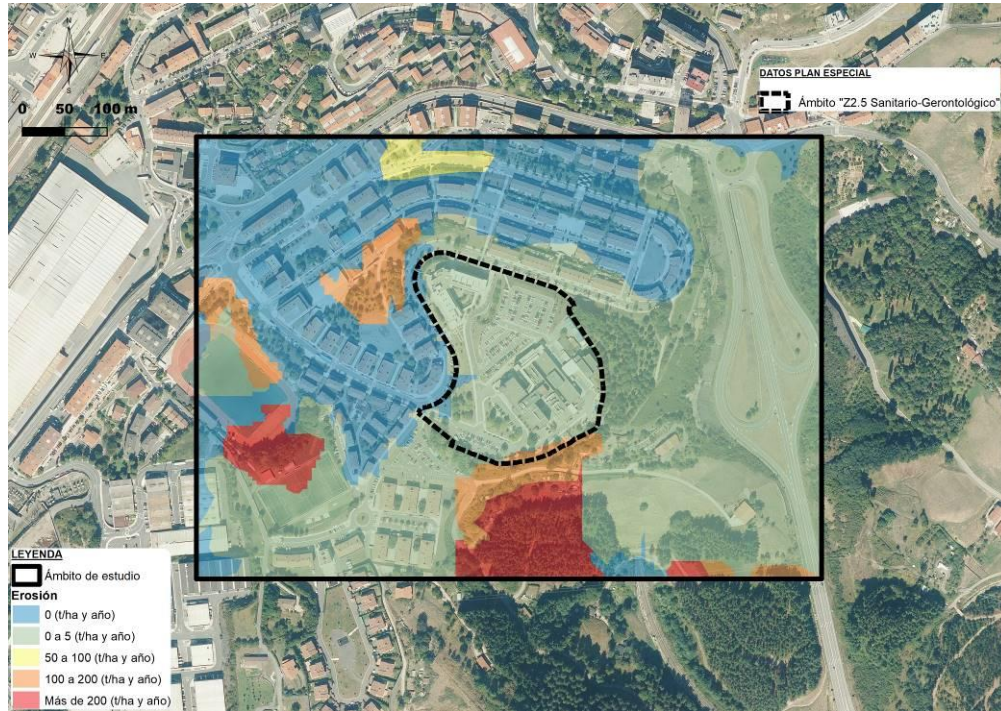 N
W E
S
0 50 100 m
DATOS PLAN ESPECIAL
Ámbito "Z2.5 Sanitario-Gerontológico"
LEYENDA
Ámbito de estudio
Erosión
0 (t/ha y año)
0 a 5 (t/ha y año)
50 a 100 (t/ha y año)
100 a 200 (t/ha y año)
Más de 200 (t/ha y año)